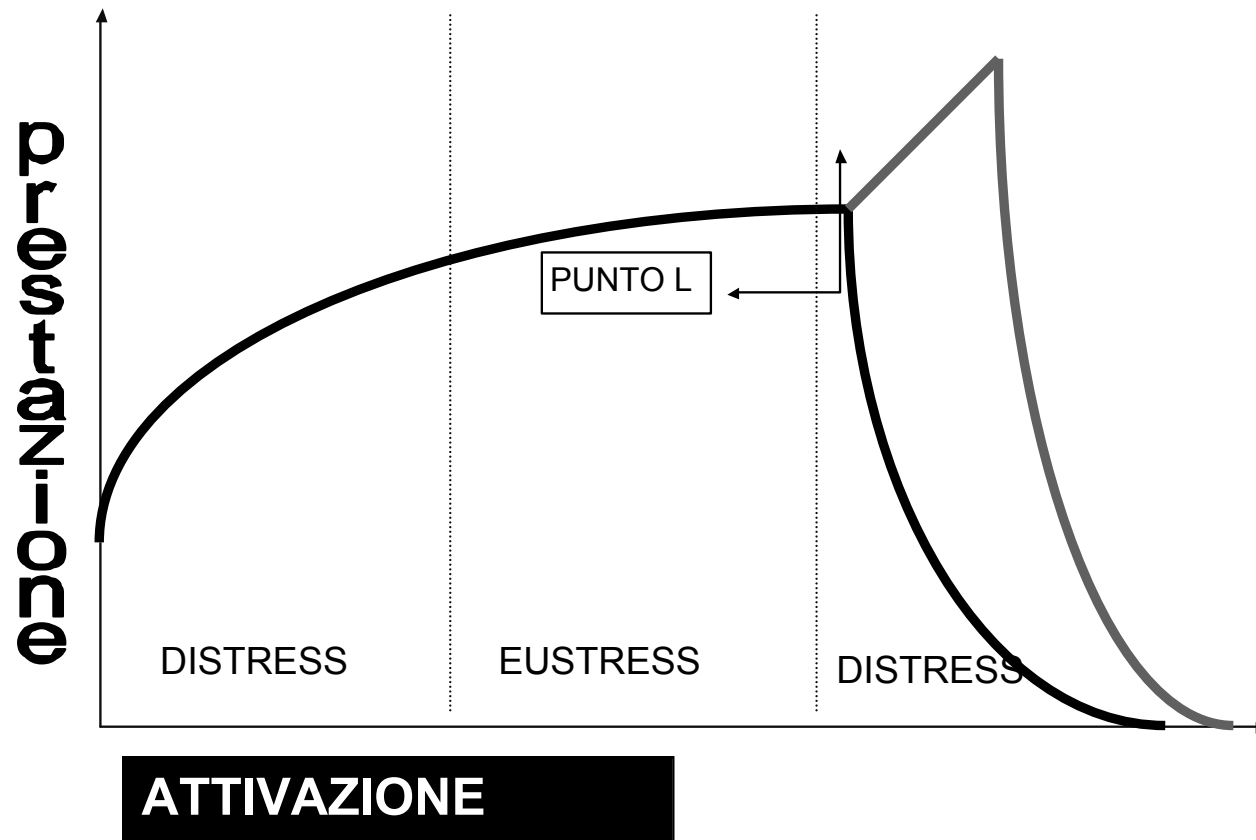 prestazione
PUNTO L
DISTRESS
EUSTRESS
DISTRESS
ATTIVAZIONE